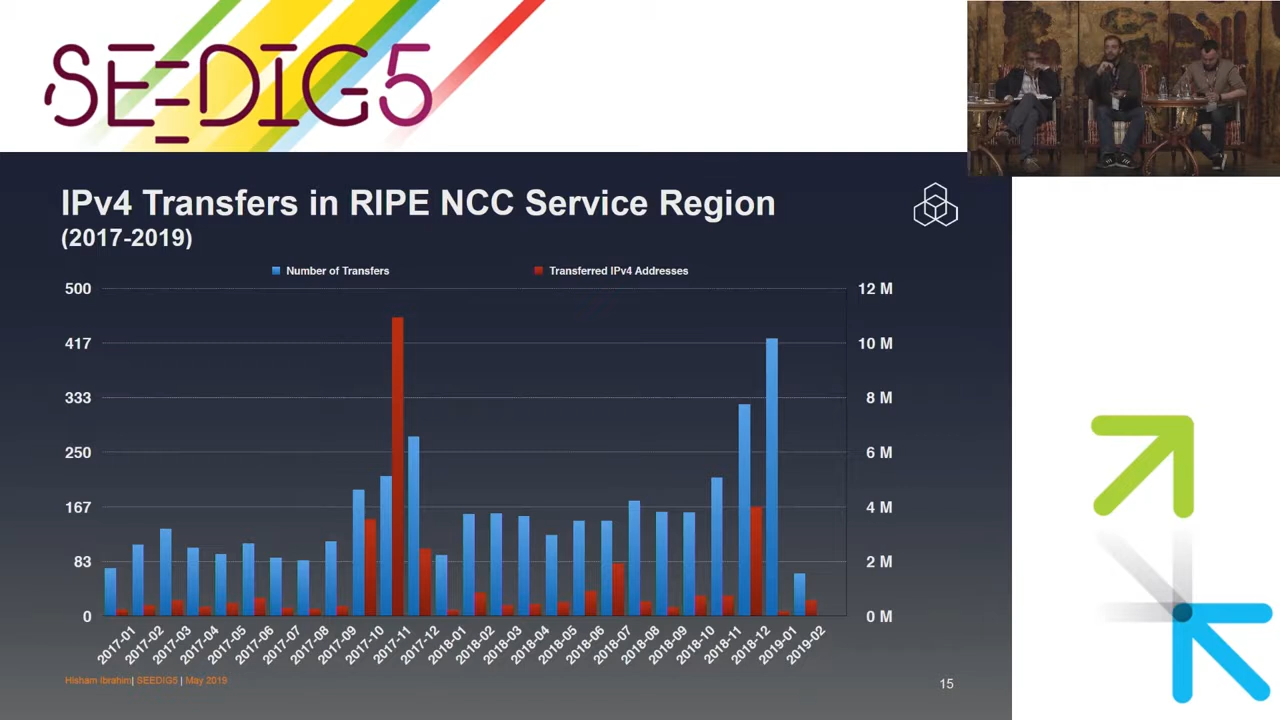 SEEDIG5
IPv4 Transfers in RIPE NCC Service Region
(2017-2019)
Number of Transfers
Transferred IPv4 Addresses
500
417
333
250
167
83
0
12 M
10 M
8 M
6 M
4 M
2 M
0 M
2017-01
2017-02
2017-03
2017-04
2017-05
2017-06
2017-07
2017-08
2017-09
2017-10
2017-11
2017-12
2018-01
2018-02
2018-03
2018-04
2018-05
2018-06
2018-07
2018-08
2018-09
2018-10
2018-11
2018-12
2019-01
2019-02
Hisham Ibrahim| SEEDIG5 | May 2019
15